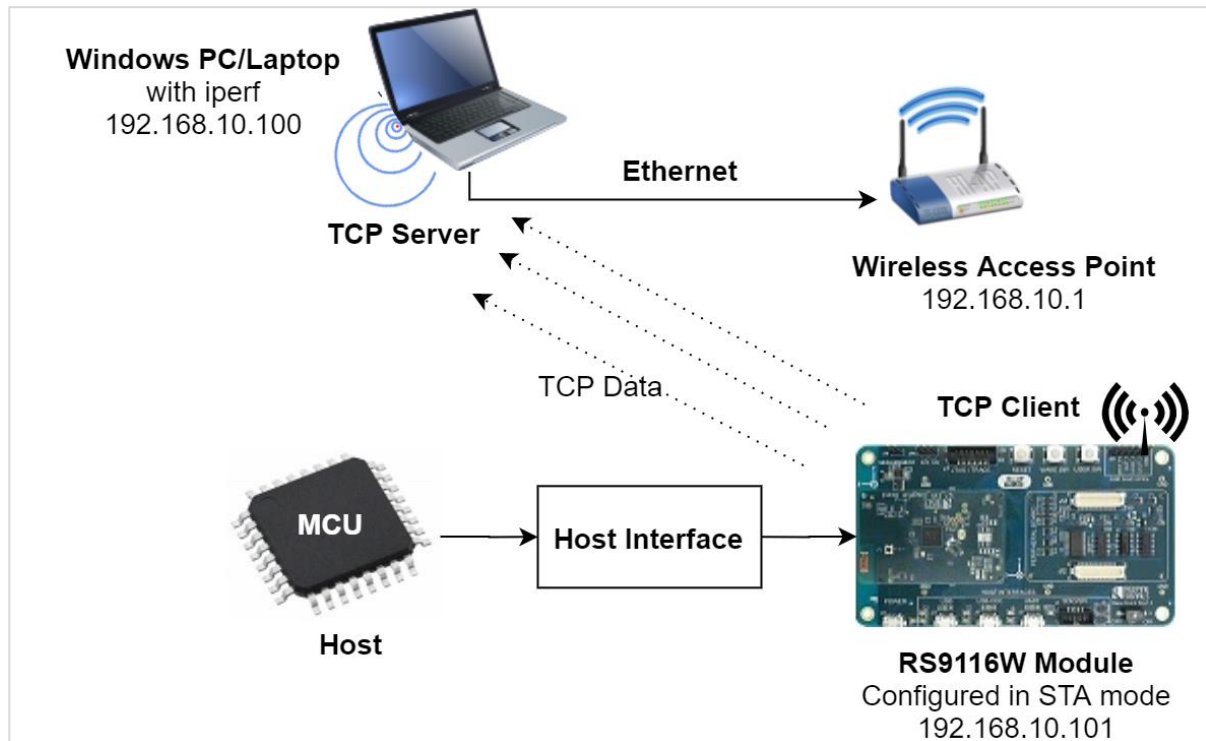 Windows PC/Laptop
with iperf
192.168.10.100
TCP Server
Ethernet
Wireless Access Point
192.168.10.1
TCP Data
TCP Client
MCU
Host
Host Interface
RS9116W Module
Configured in STA mode
192.168.10.101